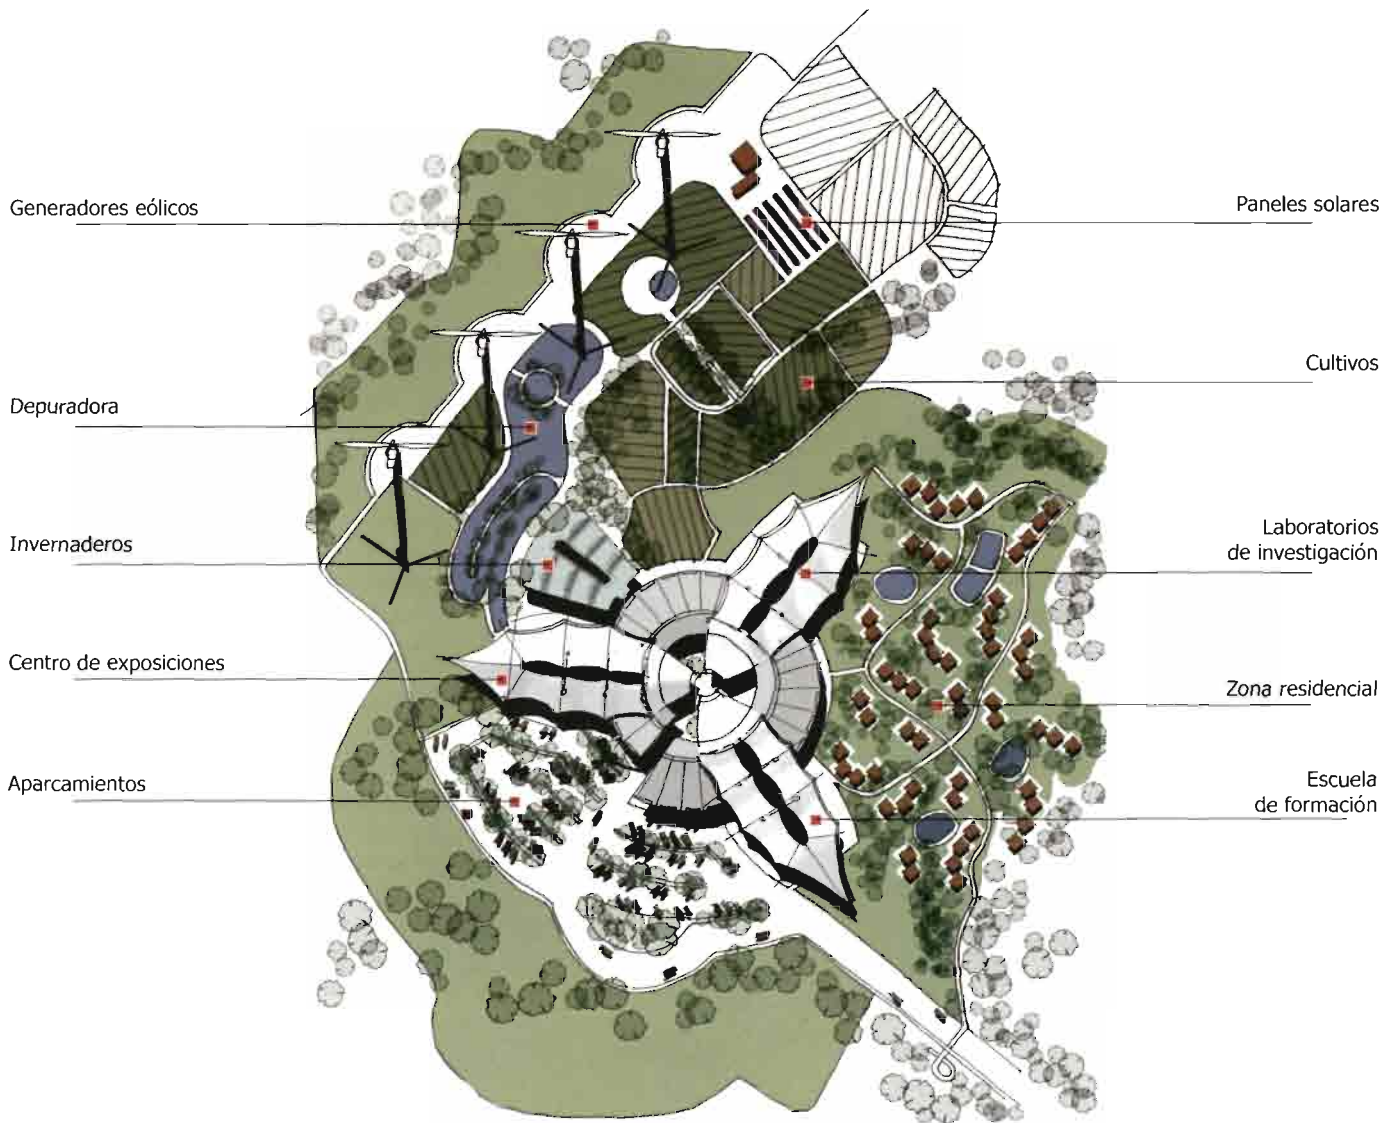 Generadores eólicos
Depuradora
Invernaderos
Centro de exposiciones
Aparcamientos
Paneles solares
Cultivos
Laboratorios
de investigación
Zona residencial
Escuela
de formación